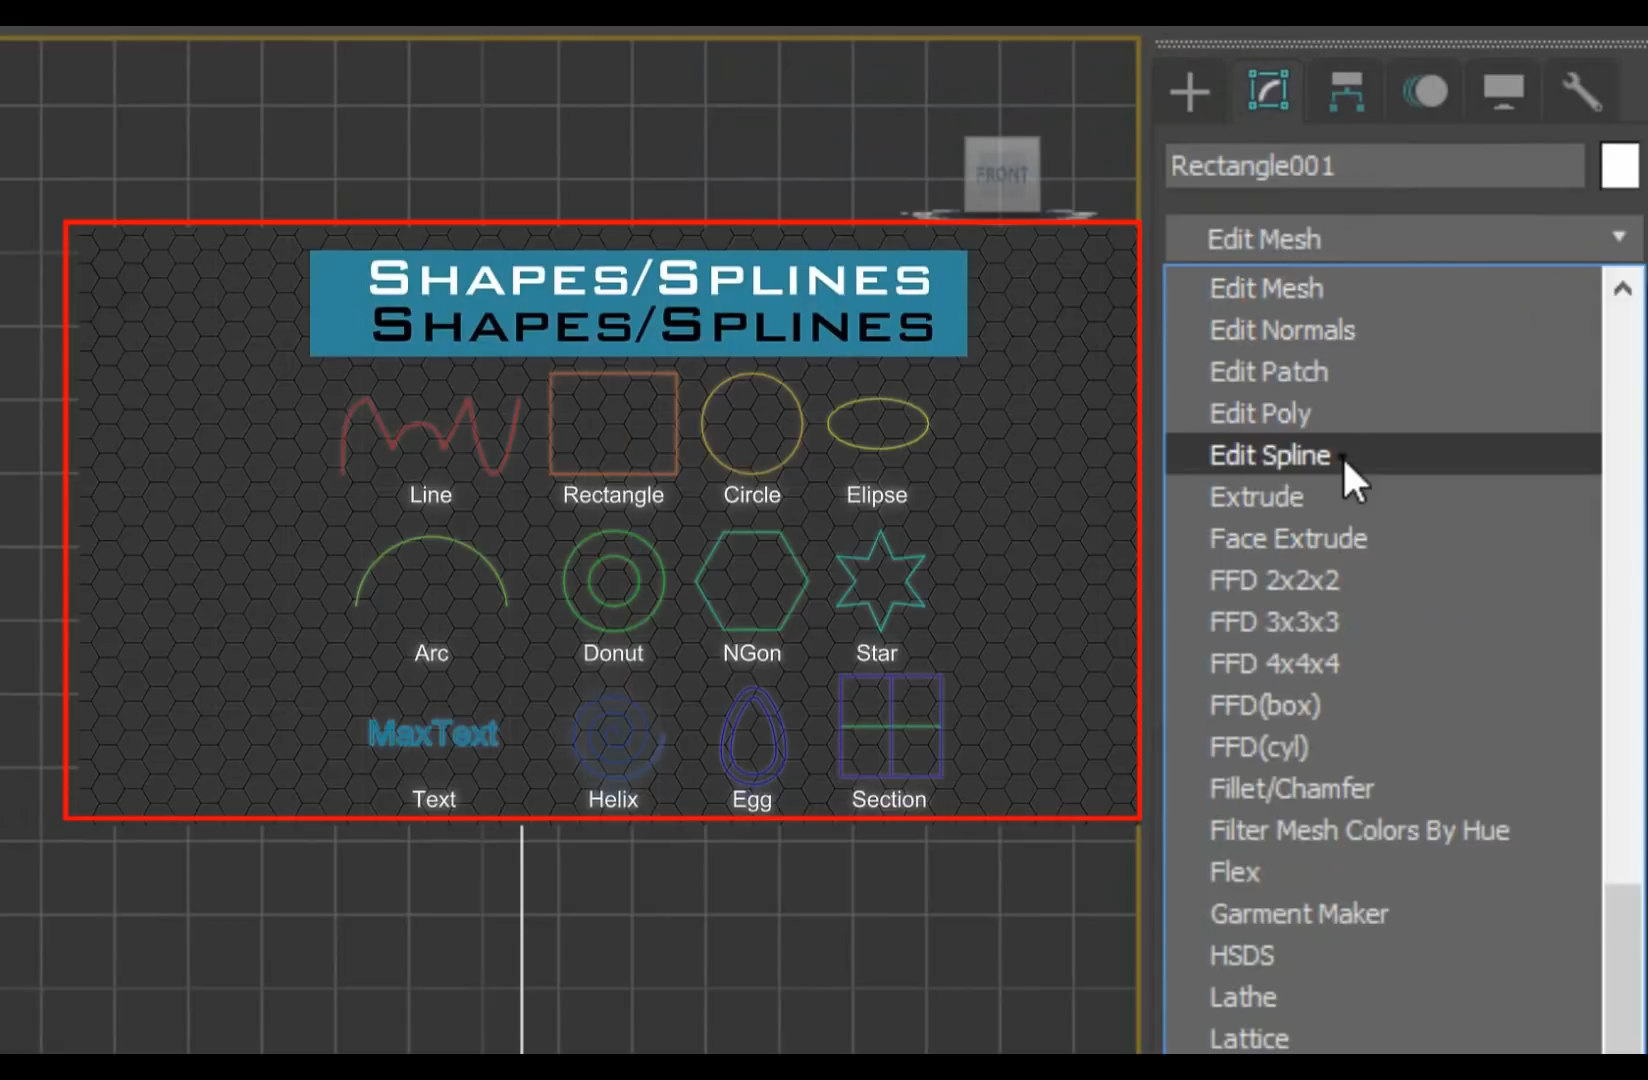 Rectangle001
FRONT
Edit Mesh
SHAPES/SPLINES
SHAPES/SPLINES
Line
Rectangle
Circle
Elipse
Arc
Donut
NGon
Star
MaxText
Text
Helix
Egg
Section
Edit Mesh
Edit Normals
Edit Patch
Edit Poly
Edit Spline
Extrude
Face Extrude
FFD 2x2x2
FFD 3x3x3
FFD 4x4x4
FFD(box)
FFD(cyl)
Fillet/Chamfer
Filter Mesh Colors By Hue
Flex
Garment Maker
HSDS
Lathe
Lattice